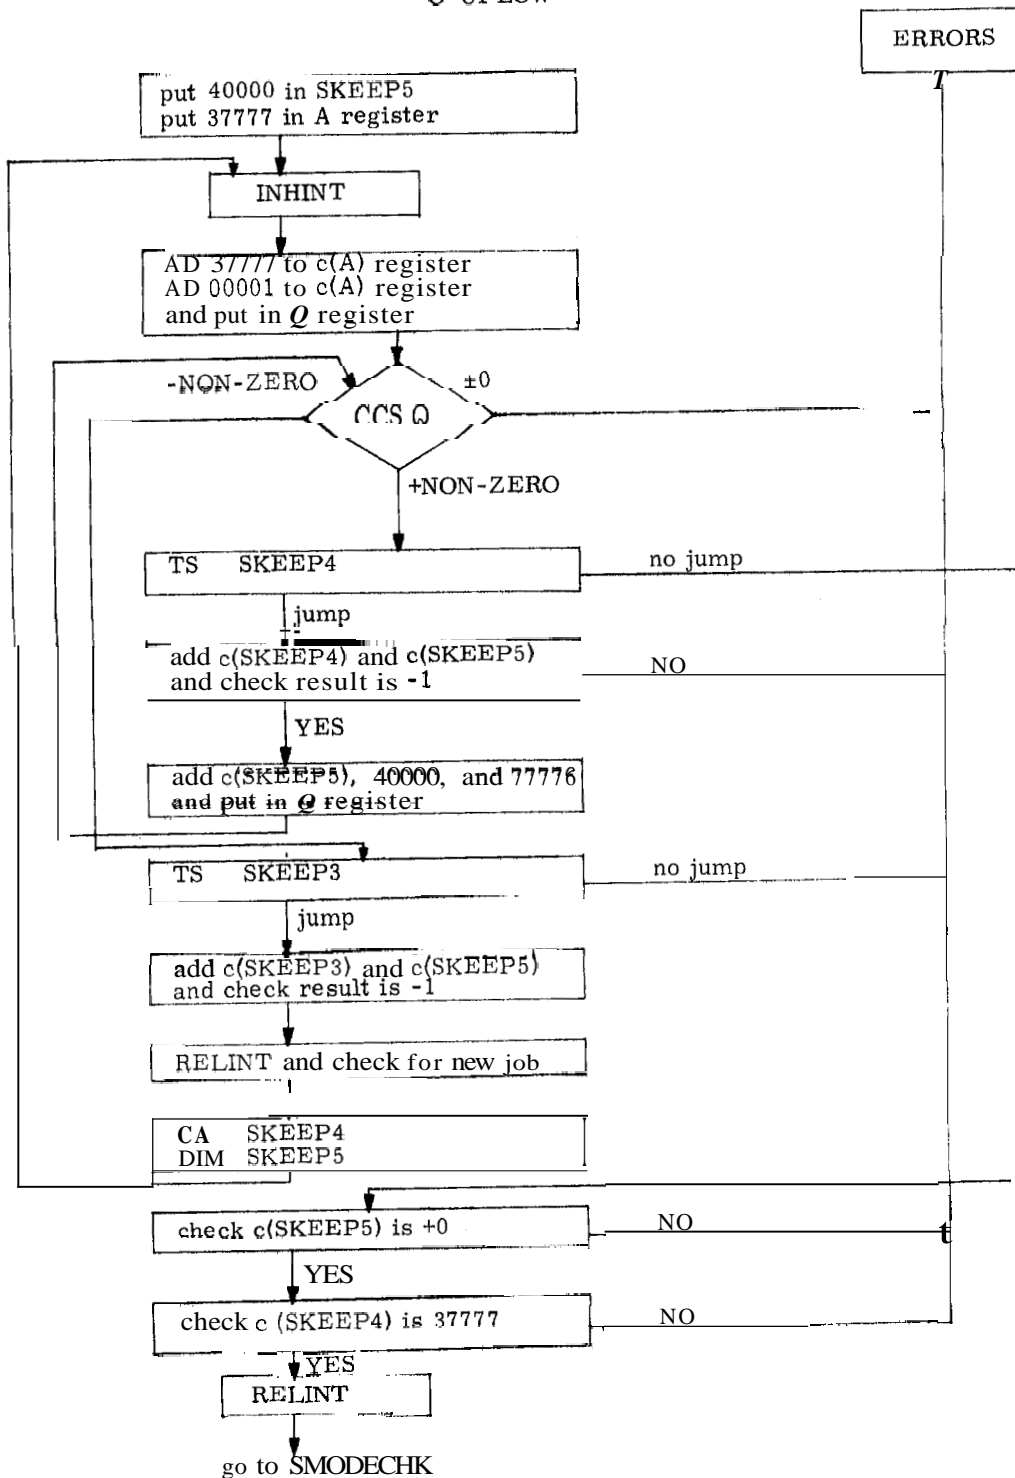 ERRORS
put 40000 in SKEEP5
put 37777 in A register
INHINT
AD 37777 to c(A) register
AD 00001 to c(A) register
and put in Q register
-NON-ZERO
±0
CCS Q
+NON-ZERO
TS SKEEP4
no jump
jump
add c(SKEEP4) and c(SKEEP5)
and check result is -1
NO
YES
add c(SKEEP5), 40000, and 77776
and put in Q register
TS SKEEP3
no jump
jump
add c(SKEEP3) and c(SKEEP5)
and check result is -1
RELINT and check for new job
CA SKEEP4
DIM SKEEP5
check c(SKEEP5) is +0
NO
YES
check c (SKEEP4) is 37777
NO
YES
RELINT
go to SMODECHK